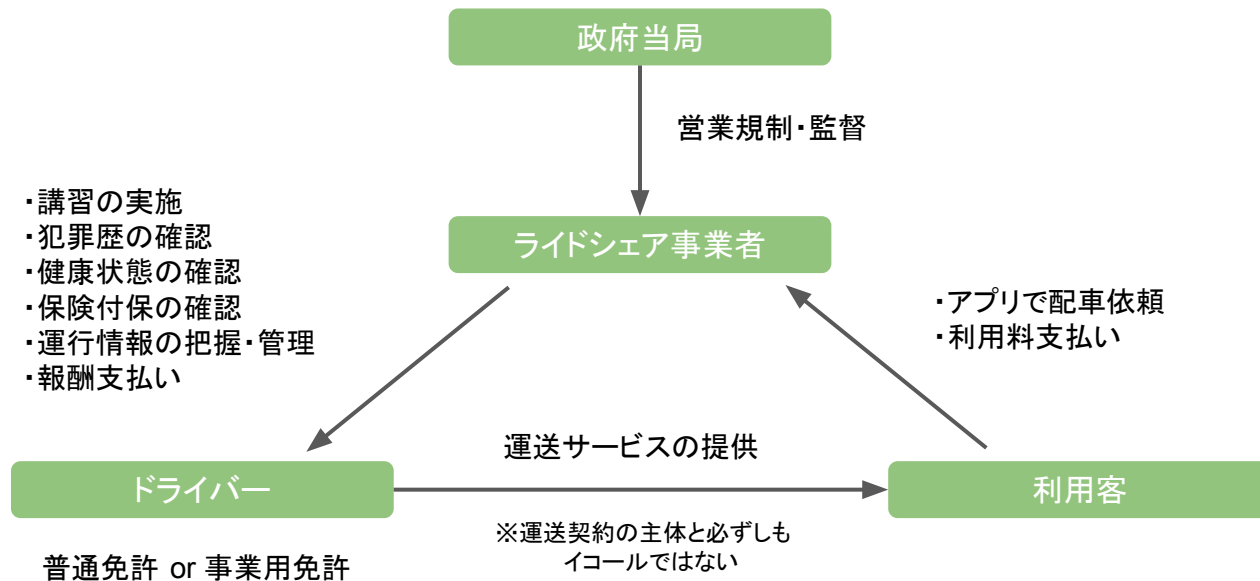 政府当局
営業規制・監督
・講習の実施
・犯罪歴の確認
・健康状態の確認
・保険付保の確認
・運行情報の把握・管理
・報酬支払い
ライドシェア事業者
・アプリで配車依頼
・利用料支払い
運送サービスの提供
ドライバー
利用客
※運送契約の主体と必ずしも
イコールではない
普通免許 or 事業用免許